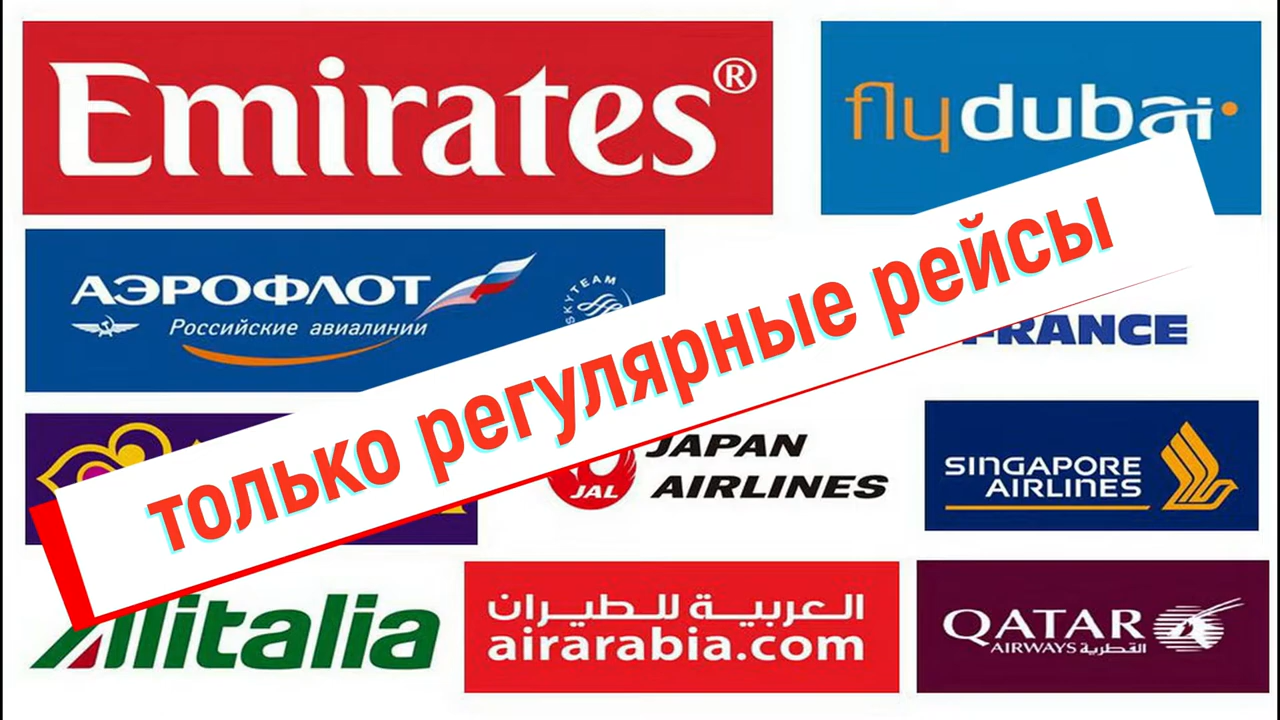 Emirates®
flydubai
АЭРОФЛОТ
Российские авиалинии
SKYTEAM
только регулярные рейсы
FRANCE
JAPAN
AIRLINES
JAL
SINGAPORE
AIRLINES
Alitalia
العربية للطيران
airarabia.com
QATAR
AIRWAYS القطرية